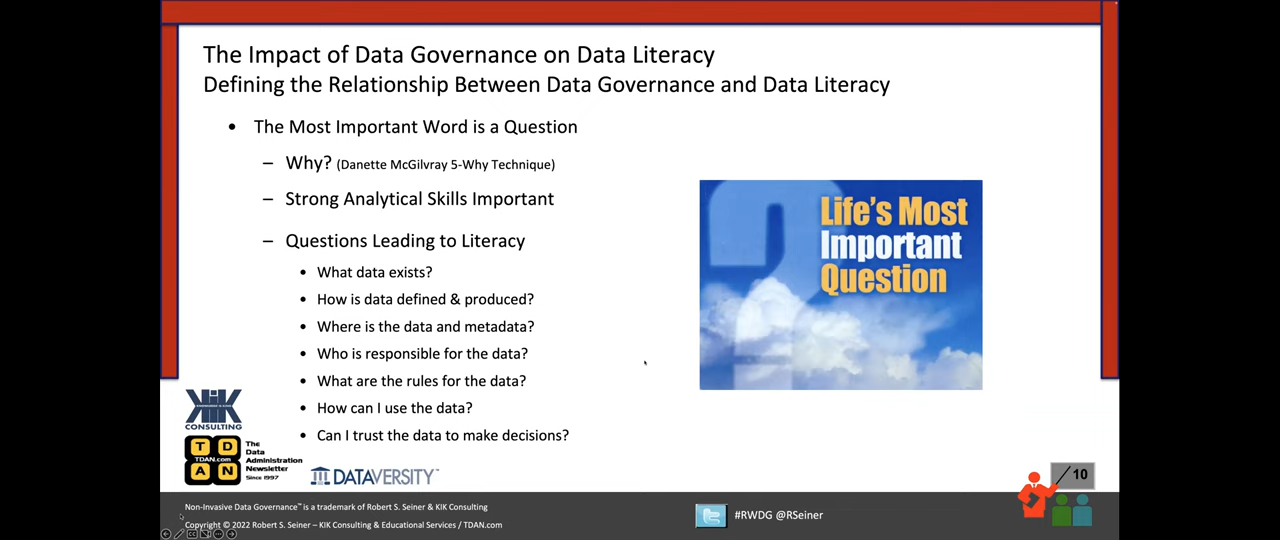 The Impact of Data Governance on Data Literacy
Defining the Relationship Between Data Governance and Data Literacy
• The Most Important Word is a Question
– Why? (Danette McGilvray 5-Why Technique)
– Strong Analytical Skills Important
– Questions Leading to Literacy
• What data exists?
• How is data defined & produced?
• Where is the data and metadata?
• Who is responsible for the data?
• What are the rules for the data?
• How can I use the data?
• Can I trust the data to make decisions?
Life's Most
Important
Question
KIK
CONSULTING
T D
TDAN.com
A N
The
Data
Administration
Newsletter
Since 1997
DATAVERSITY™
10
Non-Invasive Data Governance™ is a trademark of Robert S. Seiner & KIK Consulting
Copyright © 2022 Robert S. Seiner – KIK Consulting & Educational Services / TDAN.com
#RWDG @RSeiner